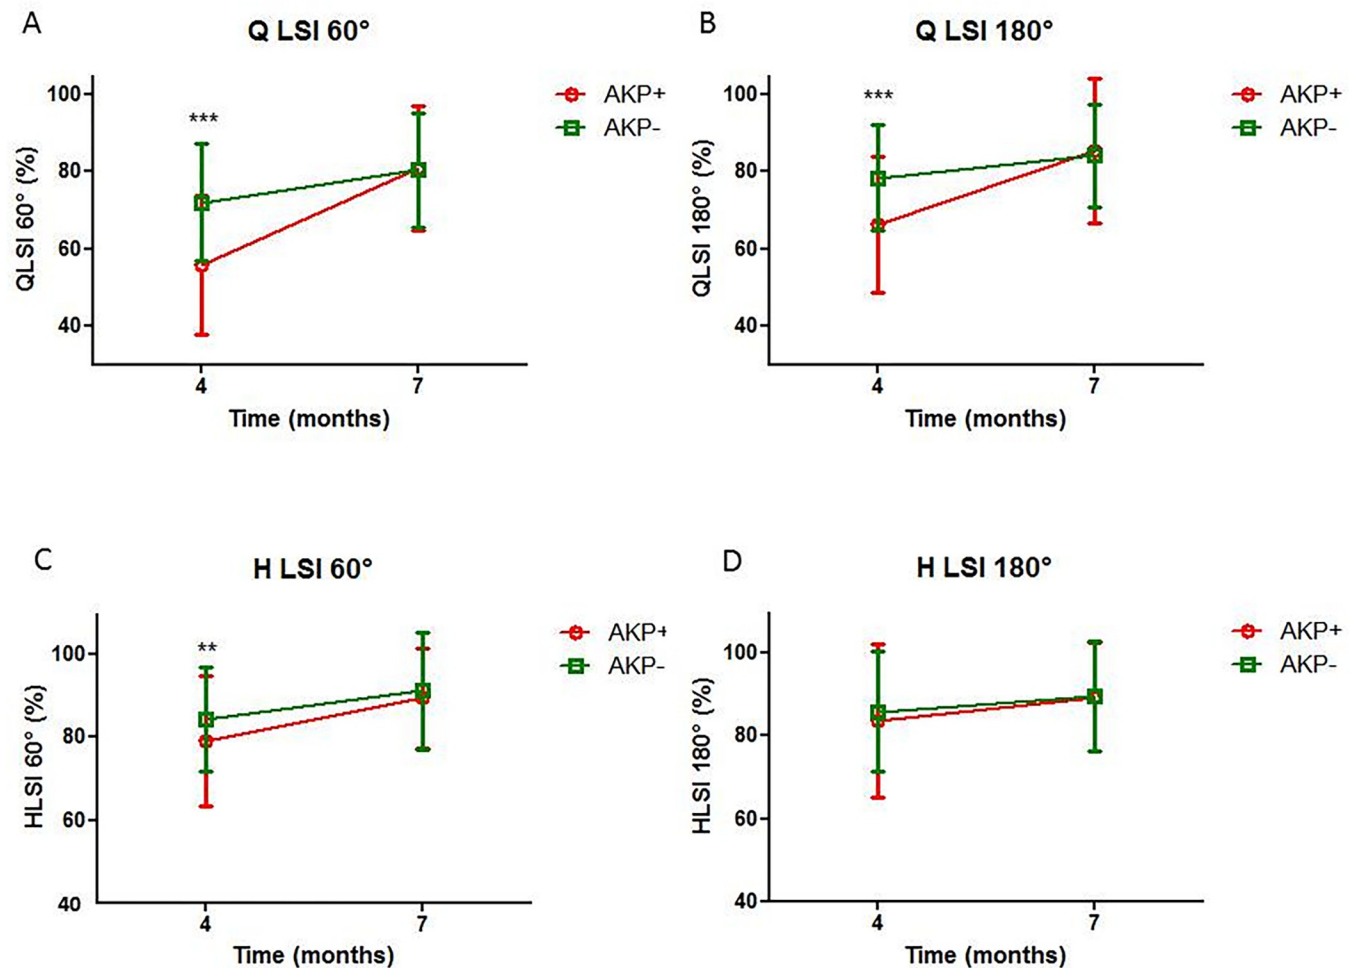 A
Q LSI 60°
***
100
80
60
40
QLSI 60° (%)
4
7
Time (months)
AKP+
AKP-
B
Q LSI 180°
***
100
80
60
40
QLSI 180° (%)
4
7
Time (months)
AKP+
AKP-
C
H LSI 60°
**
100
80
60
40
HLSI 60° (%)
4
7
Time (months)
AKP+
AKP-
D
H LSI 180°
100
80
60
40
HLSI 180° (%)
4
7
Time (months)
AKP+
AKP-